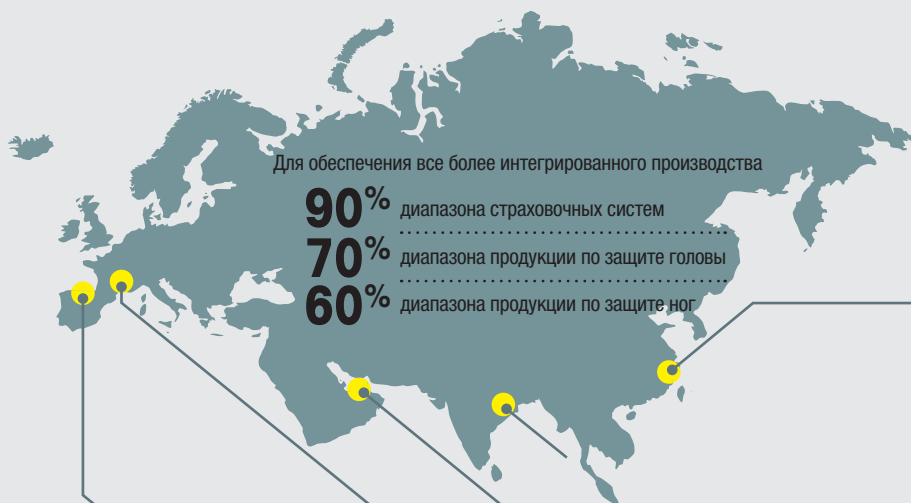 Для обеспечения все более интегрированного производства
90% диапазона страховочных систем
70% диапазона продукции по защите головы
60% диапазона продукции по защите ног